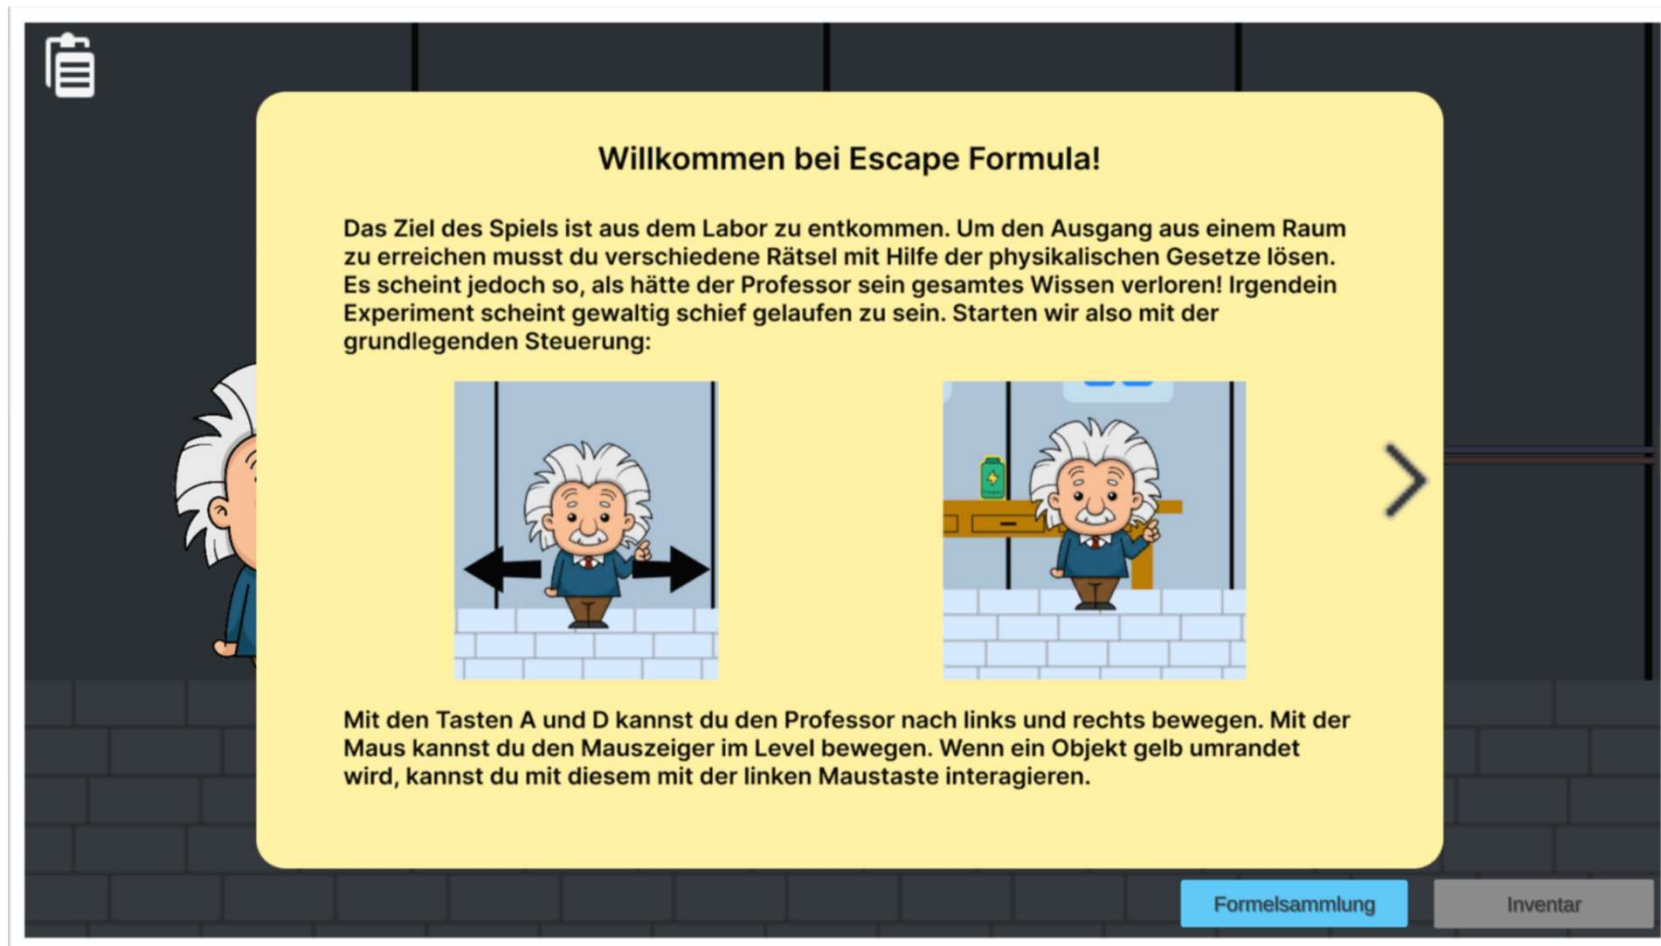 Willkommen bei Escape Formula!
Das Ziel des Spiels ist aus dem Labor zu entkommen. Um den Ausgang aus einem Raum
zu erreichen musst du verschiedene Rätsel mit Hilfe der physikalischen Gesetze lösen.
Es scheint jedoch so, als hätte der Professor sein gesamtes Wissen verloren! Irgendein
Experiment scheint gewaltig schief gelaufen zu sein. Starten wir also mit der
grundlegenden Steuerung:
Mit den Tasten A und D kannst du den Professor nach links und rechts bewegen. Mit der
Maus kannst du den Mauszeiger im Level bewegen. Wenn ein Objekt gelb umrandet
wird, kannst du mit diesem mit der linken Maustaste interagieren.
Formelsammlung
Inventar